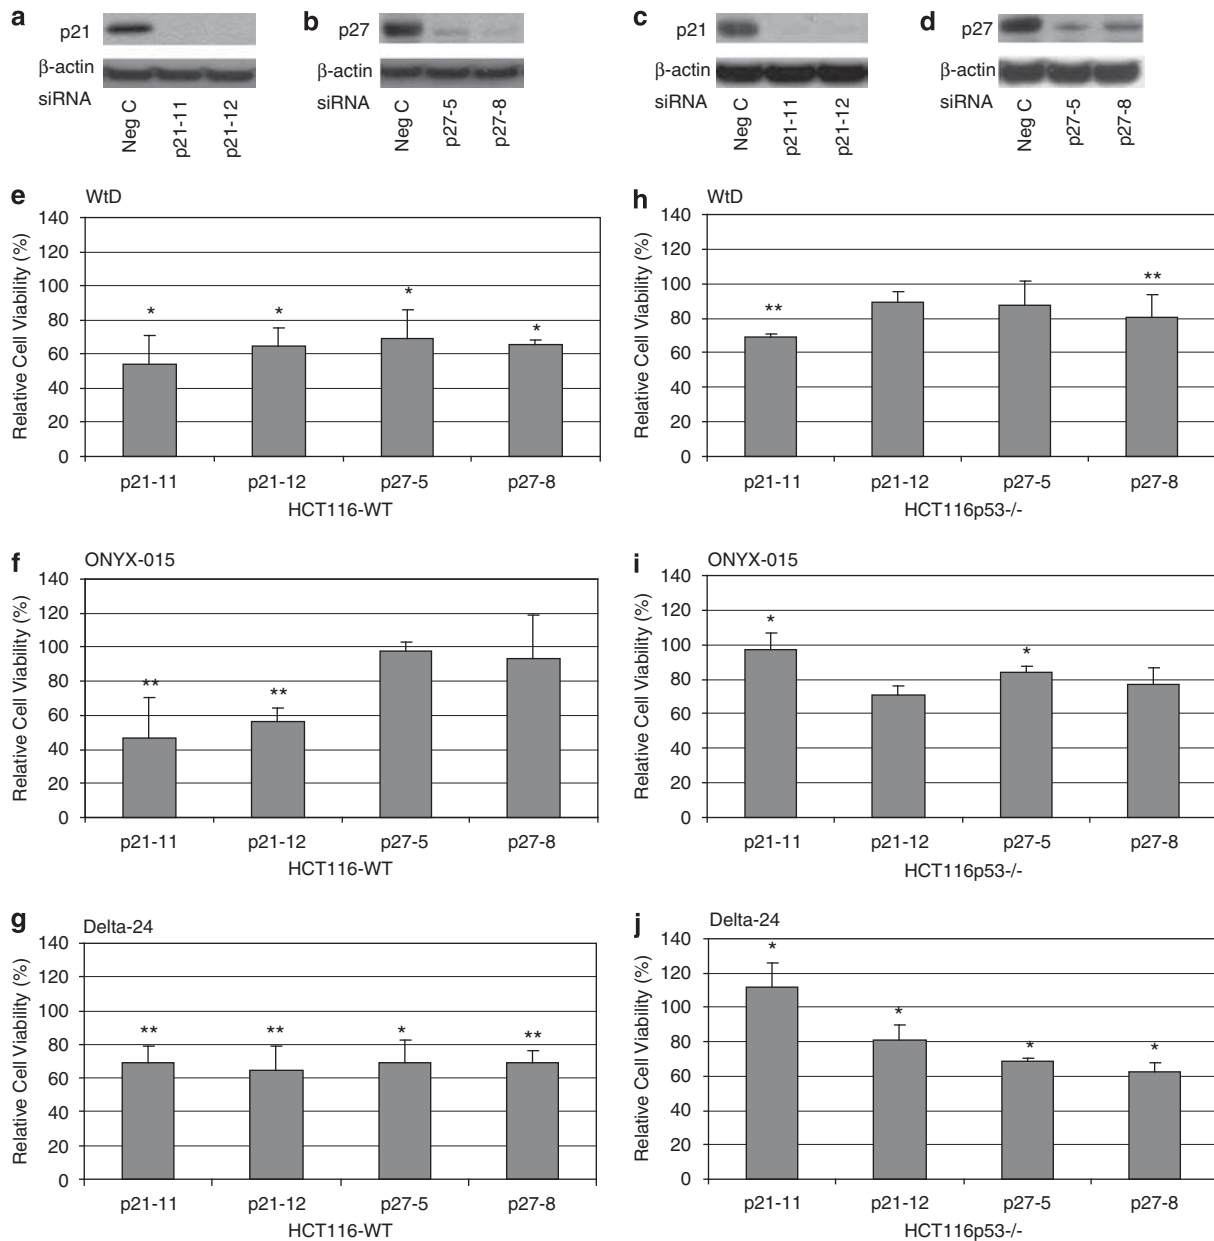 a
p21
β-actin
siRNA
Neg C
p21-11
p21-12
b
p27
β-actin
siRNA
Neg C
p27-5
p27-8
c
p21
β-actin
siRNA
Neg C
p21-11
p21-12
d
p27
β-actin
siRNA
Neg C
p27-5
p27-8
e
WtD
Relative Cell Viability (%)
140
120
100
80
60
40
20
0
* * * *
p21-11 p21-12 p27-5 p27-8
HCT116-WT
h
WtD
Relative Cell Viability (%)
140
120
100
80
60
40
20
0
** **
p21-11 p21-12 p27-5 p27-8
HCT116p53-/-
f
ONYX-015
Relative Cell Viability (%)
140
120
100
80
60
40
20
0
** **
p21-11 p21-12 p27-5 p27-8
HCT116-WT
i
ONYX-015
Relative Cell Viability (%)
140
120
100
80
60
40
20
0
* *
p21-11 p21-12 p27-5 p27-8
HCT116p53-/-
g
Delta-24
Relative Cell Viability (%)
140
120
100
80
60
40
20
0
** ** * **
p21-11 p21-12 p27-5 p27-8
HCT116-WT
j
Delta-24
Relative Cell Viability (%)
140
120
100
80
60
40
20
0
* * * *
p21-11 p21-12 p27-5 p27-8
HCT116p53-/-